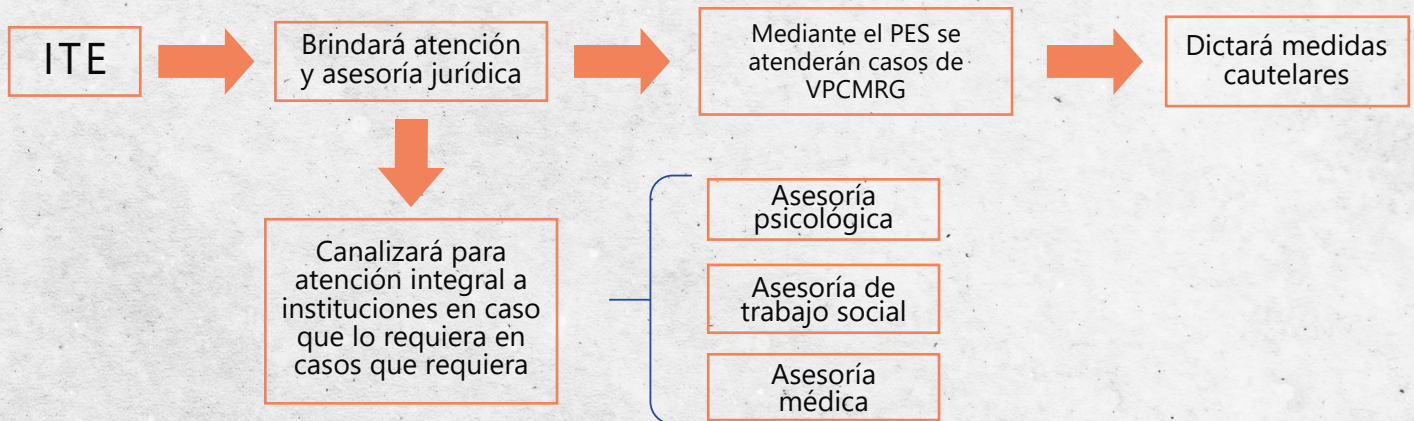 ITE
Brindará atención
y asesoría jurídica
Mediante el PES se
atenderán casos de
VPCMRG
Dictará medidas
cautelares
Canalizará para
atención integral a
instituciones en caso
que lo requiera en
casos que requiera
Asesoría
psicológica
Asesoría de
trabajo social
Asesoría
médica